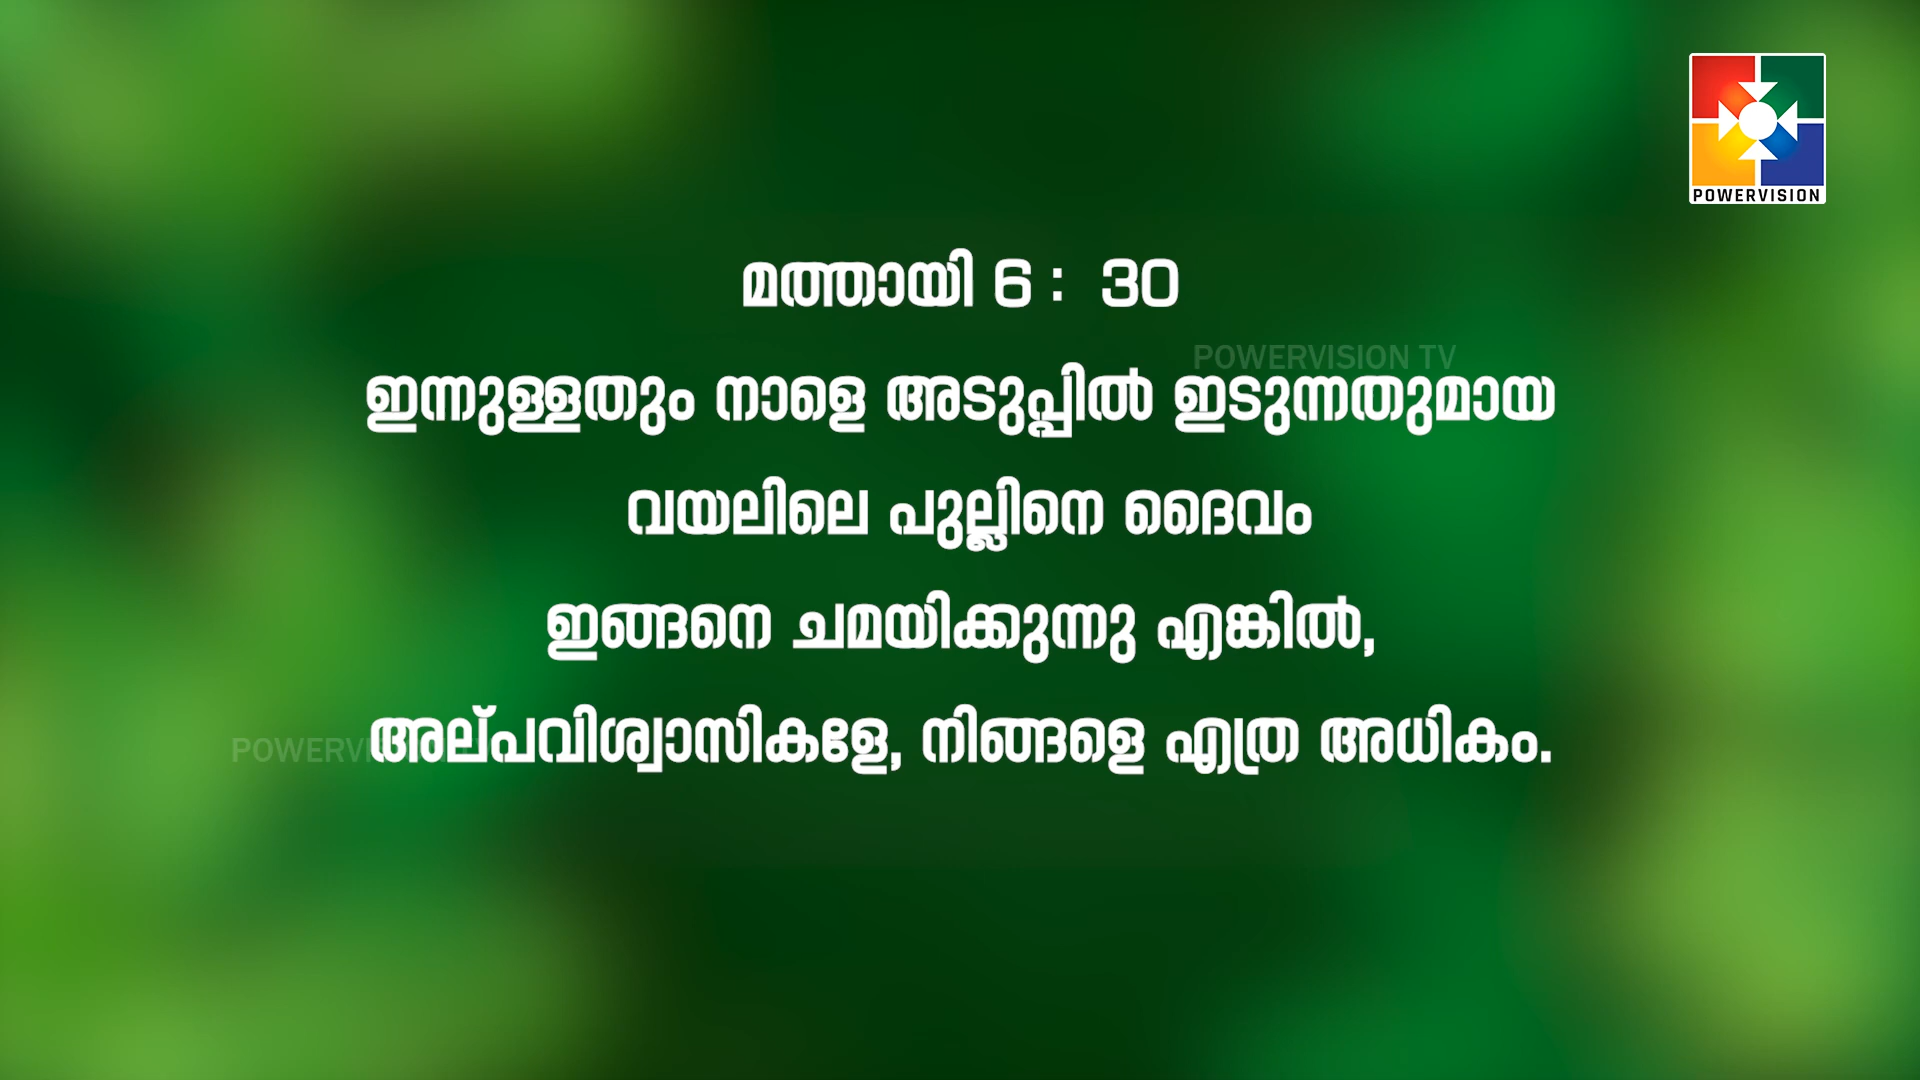 POWERVISION
മത്തായി 6 : 30
POWERVISION TV
ഇന്നുള്ളതും നാളെ അടുപ്പിൽ ഇടുന്നതുമായ
വയലിലെ പുല്ലിനെ ദൈവം
ഇങ്ങനെ ചമയിക്കുന്നു എങ്കിൽ,
അല്പവിശ്വാസികളേ, നിങ്ങളെ എത്ര അധികം.